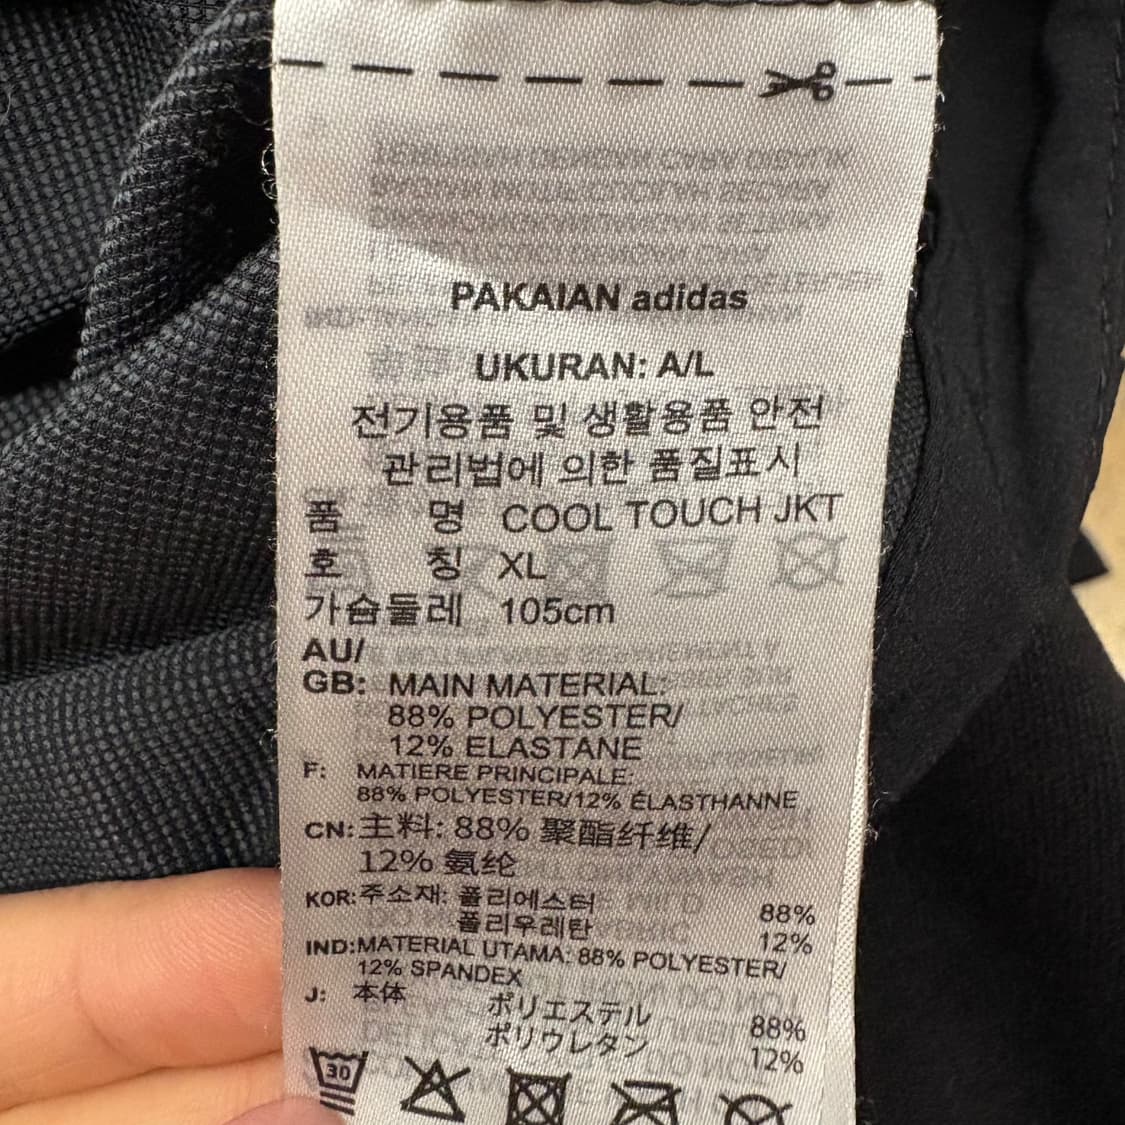 PAKAIAN adidas
UKURAN: A/L
전기용품 및 생활용품 안전
관리법에 의한 품질표시
품 명 COOL TOUCH JKT
호 칭 XL
가슴둘레 105cm
AU/
GB: MAIN MATERIAL:
88% POLYESTER/
12% ELASTANE
F: MATIERE PRINCIPALE:
88% POLYESTER/12% ÉLASTHANNE
CN: 主料: 88% 聚酯纤维/
12% 氨纶
KOR: 주소재: 폴리에스터 88%
폴리우레탄 12%
IND: MATERIAL UTAMA: 88% POLYESTER/
12% SPANDEX
J: 本体 ポリエステル 88%
ポリウレタン 12%
30